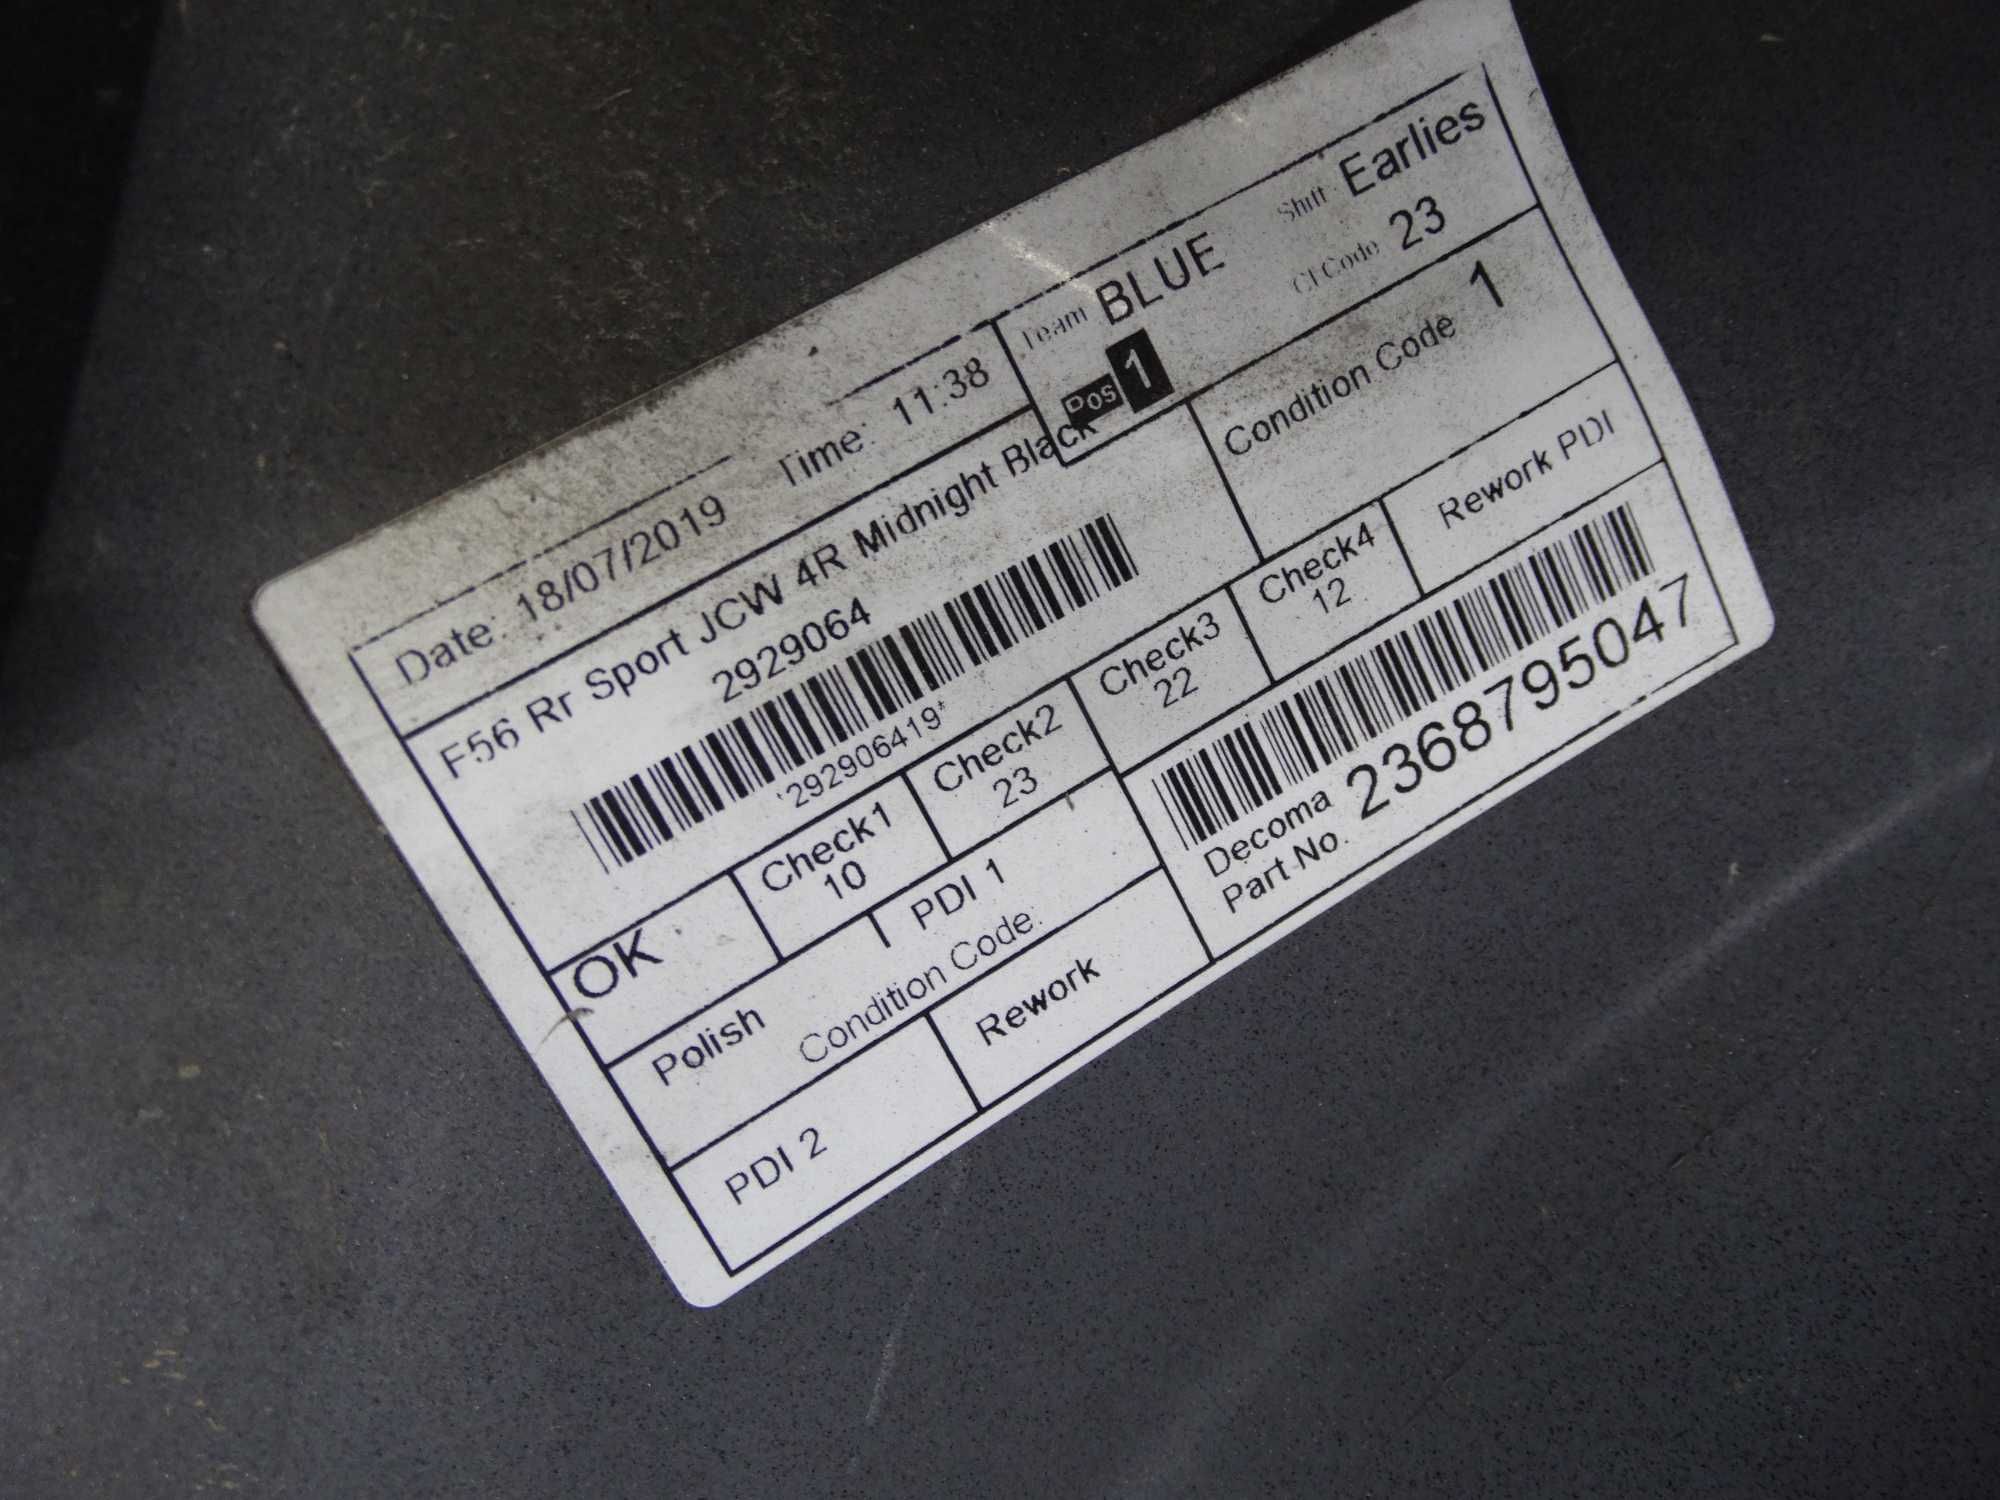 Date: 18/07/2019 Time: 11:38
Team BLUE Shift Earlies
Pos 1 CI Code 23
F56 Rr Sport JCW 4R Midnight Black
2929064
*292906419*
Condition Code 1
OK
Check1
10
Check2
23
Check3
22
Check4
12
Rework PDI
Polish
PDI 1
Condition Code:
PDI 2
Rework
Decoma
Part No. 2368795047